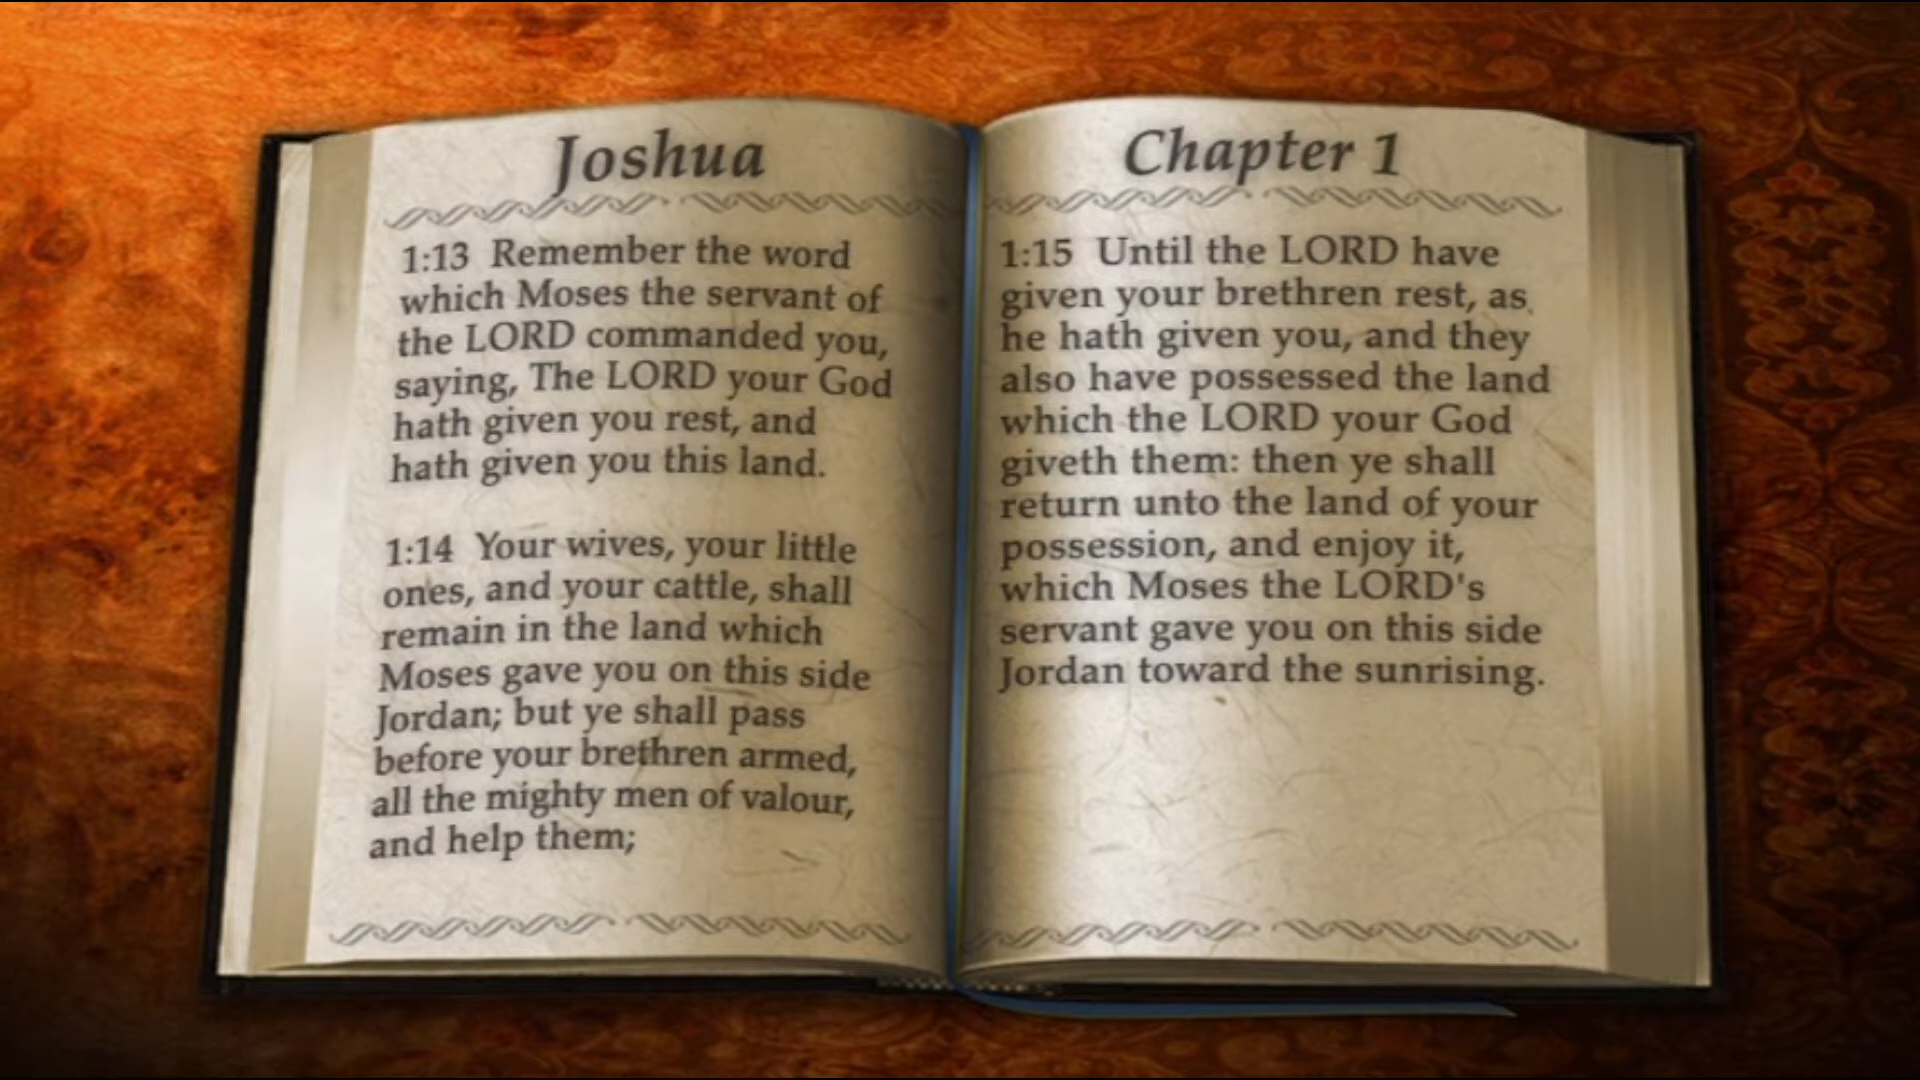 Joshua
1:13 Remember the word
which Moses the servant of
the LORD commanded you,
saying, The LORD your God
hath given you rest, and
hath given you this land.
1:14 Your wives, your little
ones, and your cattle, shall
remain in the land which
Moses gave you on this side
Jordan; but ye shall pass
before your brethren armed,
all the mighty men of valour,
and help them;
Chapter 1
1:15 Until the LORD have
given your brethren rest, as
he hath given you, and they
also have possessed the land
which the LORD your God
giveth them: then ye shall
return unto the land of your
possession, and enjoy it,
which Moses the LORD's
servant gave you on this side
Jordan toward the sunrising.